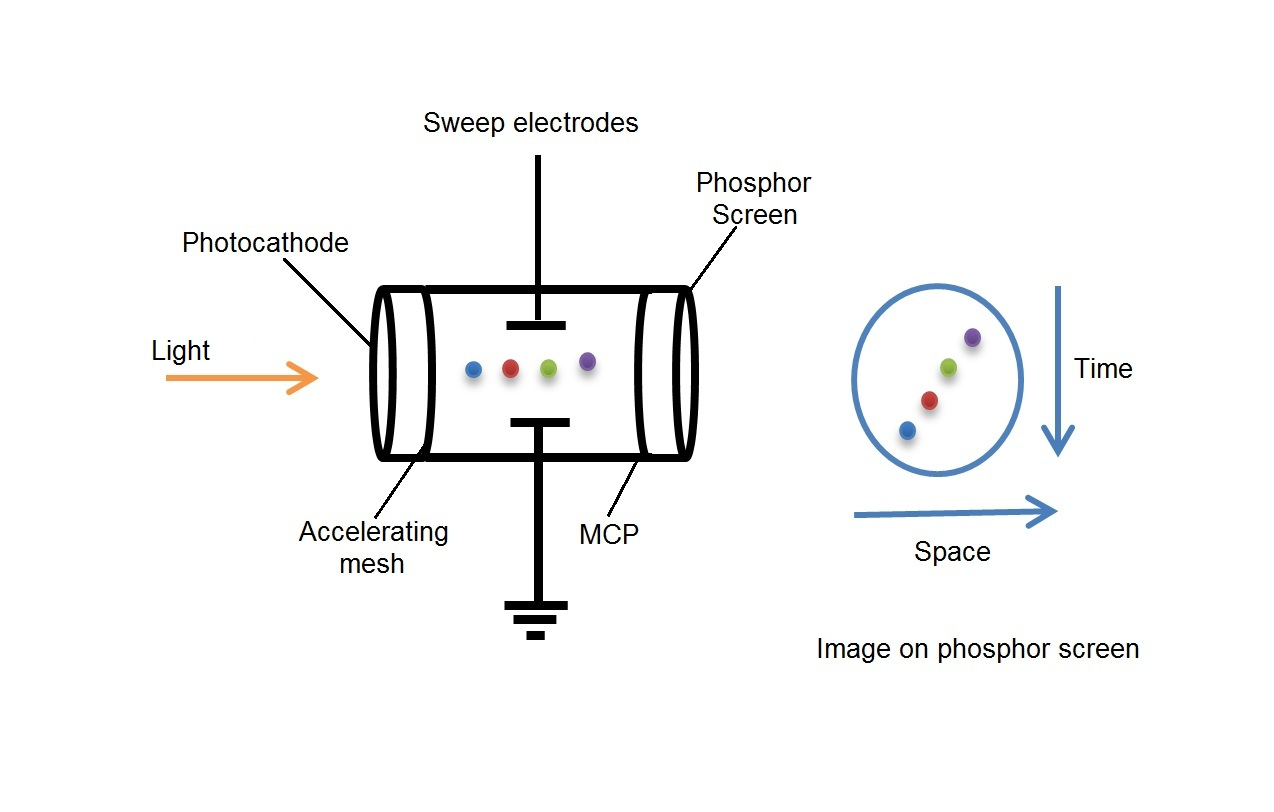 Sweep electrodes
Phosphor
Screen
Photocathode
Light
Time
Accelerating
mesh
MCP
Space
Image on phosphor screen